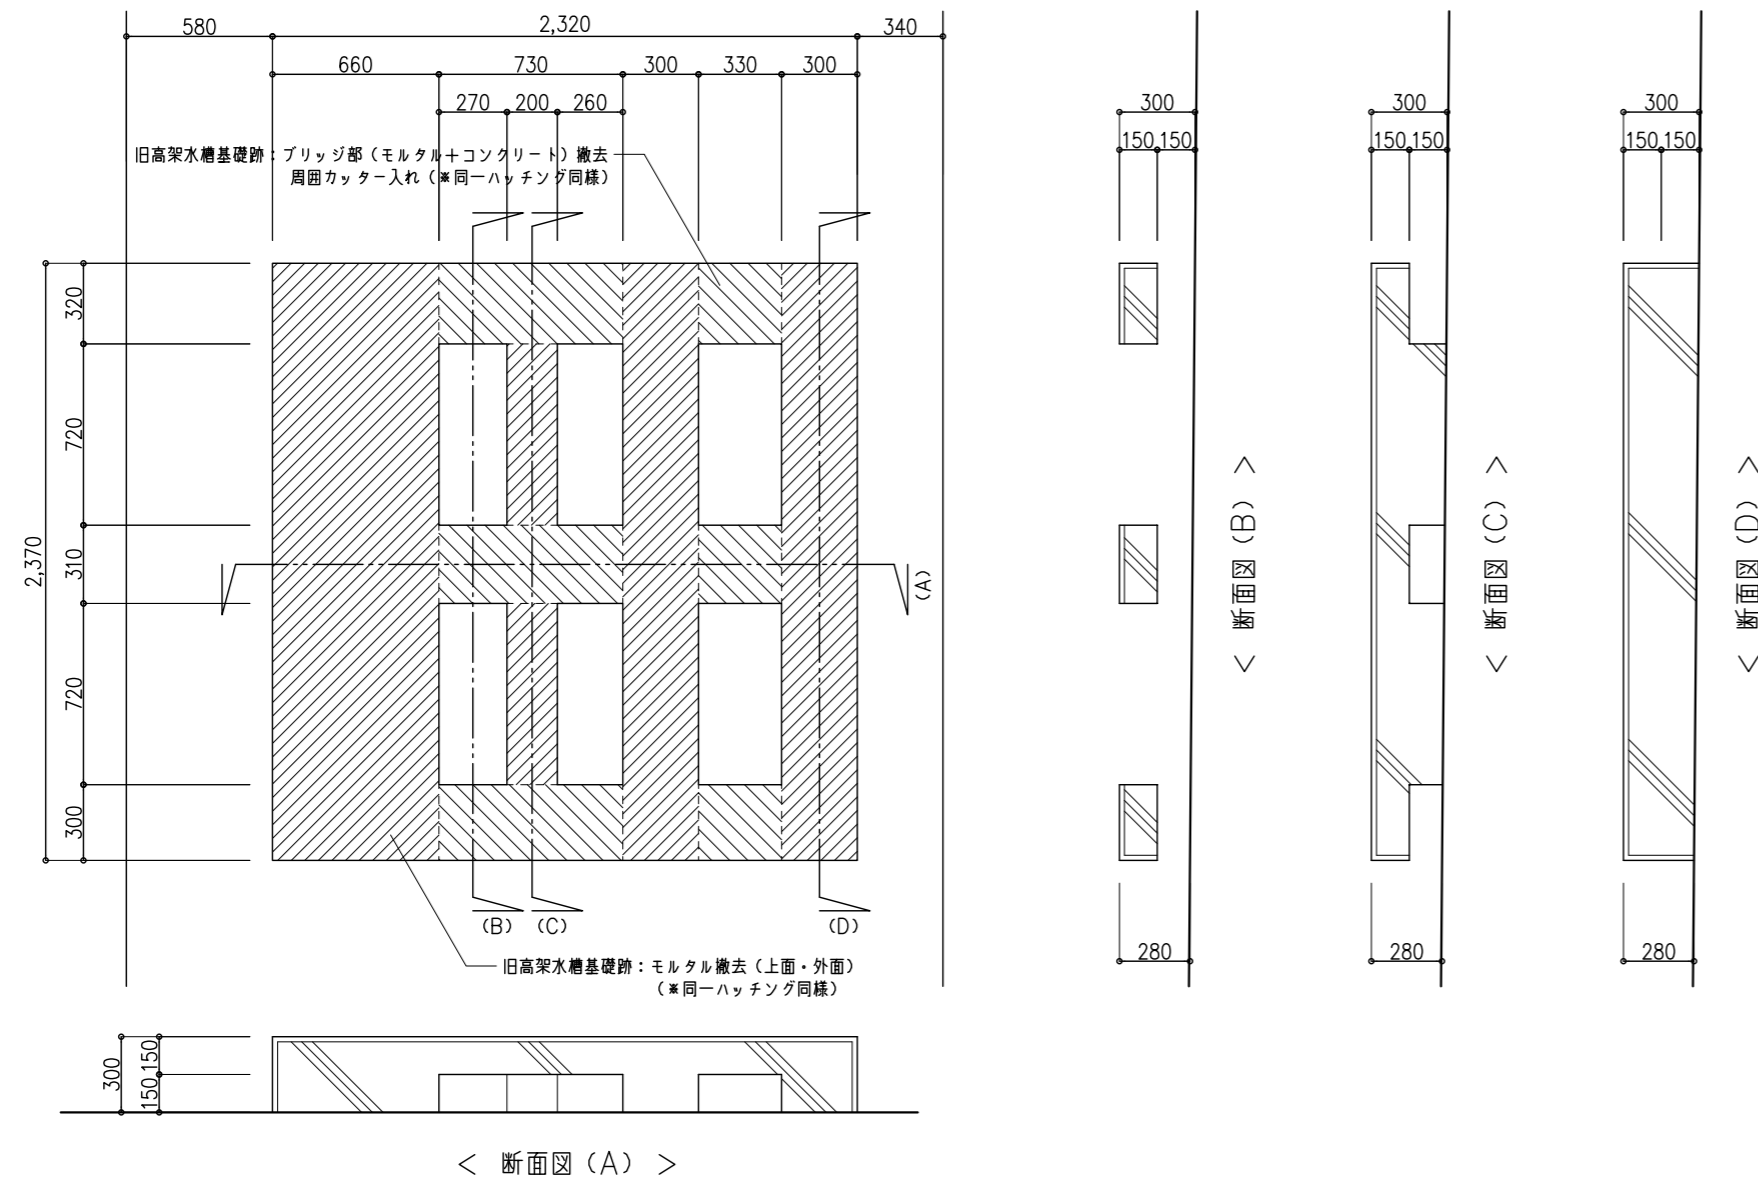 580
2,320
340
660
730
300
330
300
270
200
260
旧高架水槽基礎跡：ブリッジ部（モルタル＋コンクリート）撤去
周囲カッター入れ（※同一ハッチング同様）
320
720
310
720
300
2,370
(A)
(B)
(C)
(D)
旧高架水槽基礎跡：モルタル撤去（上面・外面）
（※同一ハッチング同様）
300
150
150
＜ 断面図（A） ＞
300
150
150
280
＜ 断面図（B） ＞
300
150
150
280
＜ 断面図（C） ＞
300
150
150
280
＜ 断面図（D） ＞